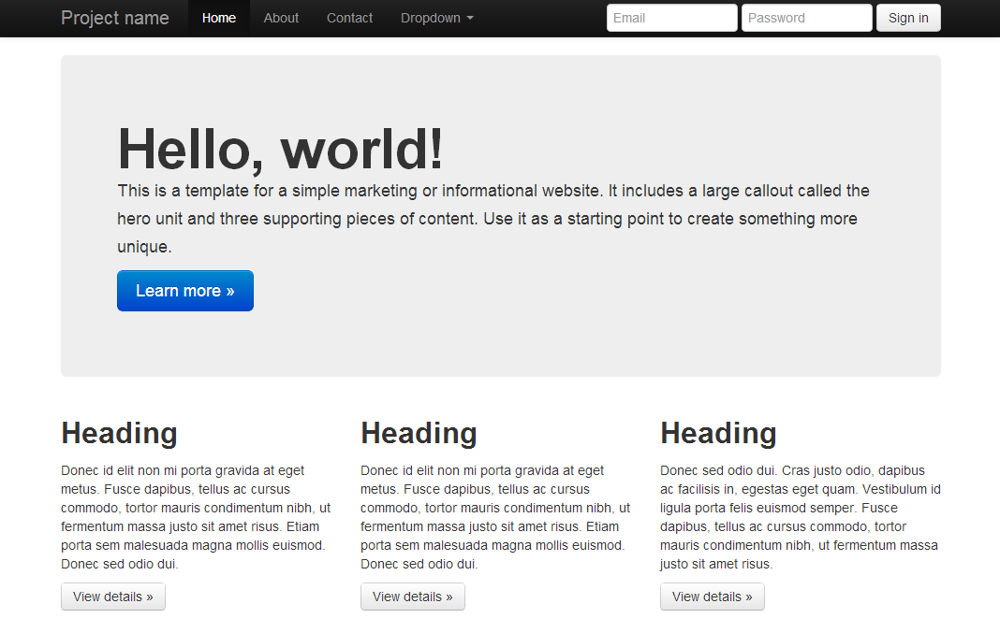 Project name Home About Contact Dropdown Email Password Sign in
Hello, world!
This is a template for a simple marketing or informational website. It includes a large callout called the
hero unit and three supporting pieces of content. Use it as a starting point to create something more
unique.
Learn more »
Heading
Donec id elit non mi porta gravida at eget
metus. Fusce dapibus, tellus ac cursus
commodo, tortor mauris condimentum nibh, ut
fermentum massa justo sit amet risus. Etiam
porta sem malesuada magna mollis euismod.
Donec sed odio dui.
View details »
Heading
Donec id elit non mi porta gravida at eget
metus. Fusce dapibus, tellus ac cursus
commodo, tortor mauris condimentum nibh, ut
fermentum massa justo sit amet risus. Etiam
porta sem malesuada magna mollis euismod.
Donec sed odio dui.
View details »
Heading
Donec sed odio dui. Cras justo odio, dapibus
ac facilisis in, egestas eget quam. Vestibulum id
ligula porta felis euismod semper. Fusce
dapibus, tellus ac cursus commodo, tortor
mauris condimentum nibh, ut fermentum massa
justo sit amet risus.
View details »